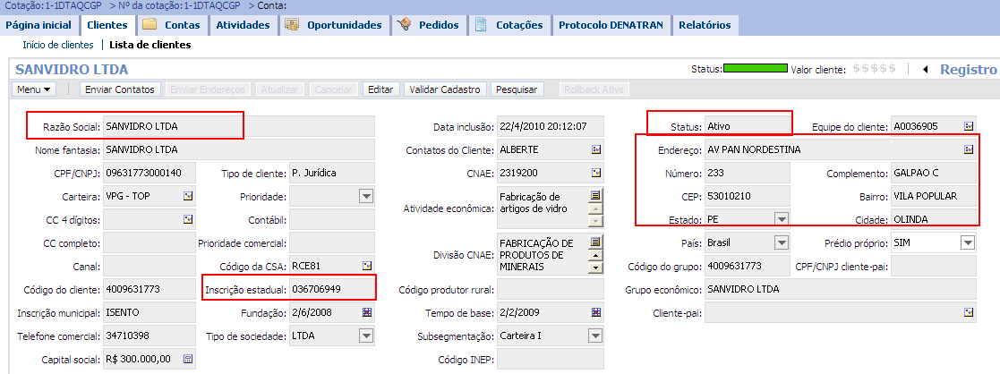 Cotação:1-1DTAQCGP > Nº da cotação:1-1DTAQCGP > Conta:
Página inicial Clientes Contas Atividades Oportunidades Pedidos Cotações Protocolo DENATRAN Relatórios
Início de clientes Lista de clientes
SANVIDRO LTDA Status: Valor cliente: $$$$$ Registro
Menu Enviar Contatos Enviar Endereços Atualizar Cancelar Editar Validar Cadastro Pesquisar Rollback Atlys
Razão Social: SANVIDRO LTDA Data inclusão: 22/4/2010 20:12:07 Status: Ativo Equipe do cliente: A0036905
Nome fantasia: SANVIDRO LTDA Contatos do Cliente: ALBERTE Endereço: AV PAN NORDESTINA
CPF/CNPJ: 09631773000140 Tipo de cliente: P. Jurídica CNAE: 2319200 Número: 233 Complemento: GALPAO C
Carteira: VPG - TOP Prioridade: Atividade econômica: Fabricação de artigos de vidro CEP: 53010210 Bairro: VILA POPULAR
CC 4 dígitos: Contábil: Estado: PE Cidade: OLINDA
CC completo: Prioridade comercial: Divisão CNAE: FABRICAÇÃO DE PRODUTOS DE MINERAIS País: Brasil Prédio próprio: SIM
Canal: Código da CSA: RCE81 Código do grupo: 4009631773 CPF/CNPJ cliente-pai:
Código do cliente: 4009631773 Inscrição estadual: 036706949 Código produtor rural: Grupo econômico: SANVIDRO LTDA
Inscrição municipal: ISENTO Fundação: 2/6/2008 Tempo de base: 2/2/2009 Cliente-pai:
Telefone comercial: 34710398 Tipo de sociedade: LTDA Subsegmentação: Carteira I
Capital social: R$ 300.000,00 Código INEP: